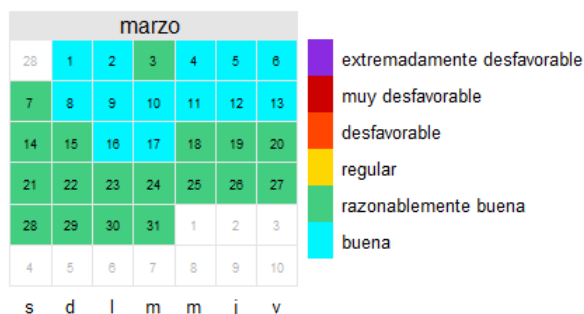 marzo
28 1 2 3 4 5 6
7 8 9 10 11 12 13
14 15 16 17 18 19 20
21 22 23 24 25 26 27
28 29 30 31 1 2 3
4 5 6 7 8 9 10
s d l m m j v
extremadamente desfavorable
muy desfavorable
desfavorable
regular
razonablemente buena
buena